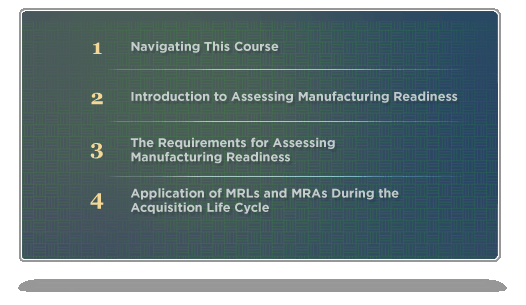 1 Navigating This Course
2 Introduction to Assessing Manufacturing Readiness
3 The Requirements for Assessing
Manufacturing Readiness
4 Application of MRLs and MRAs During the
Acquisition Life Cycle